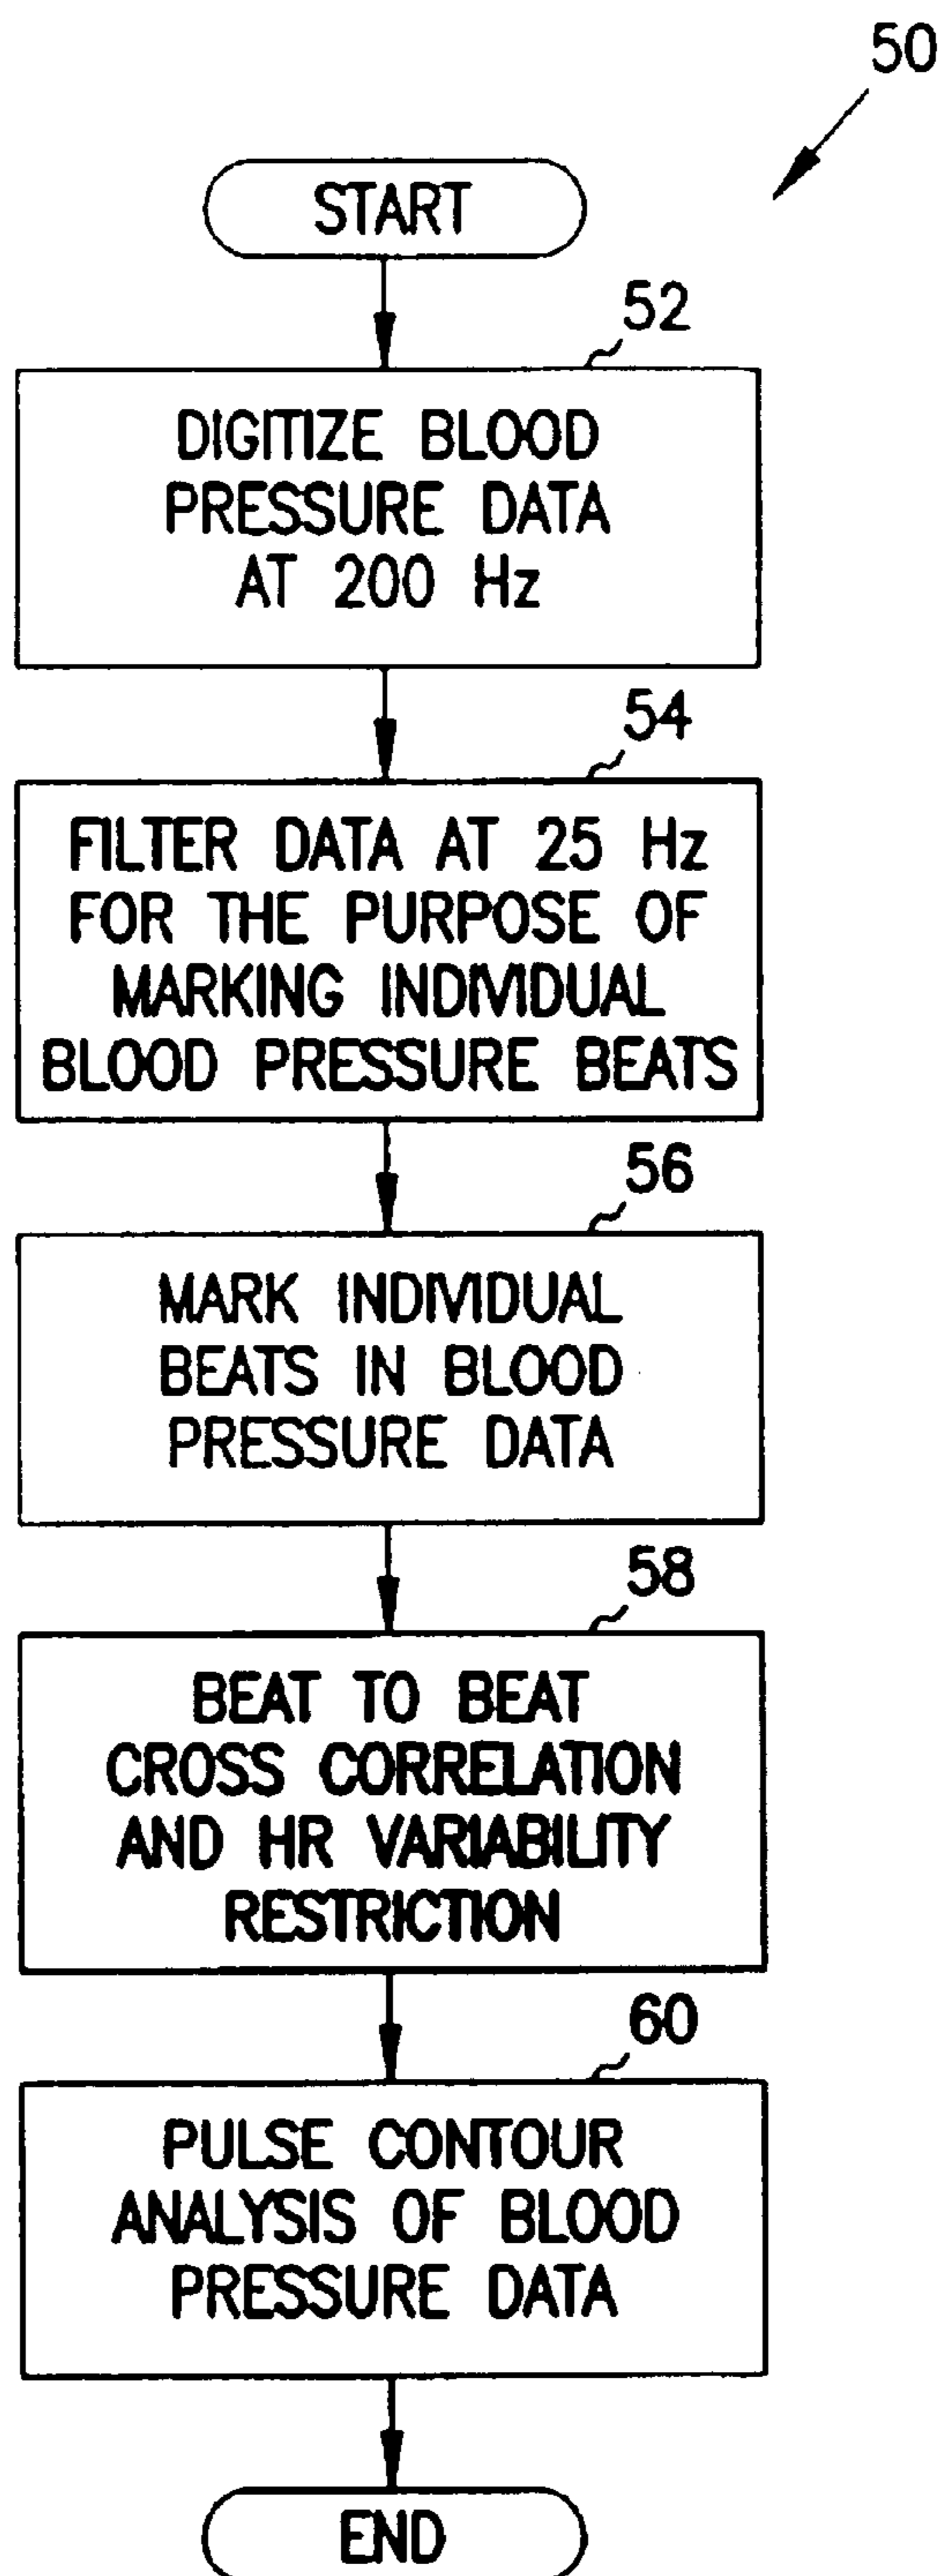 50
START
52
DIGITIZE BLOOD
PRESSURE DATA
AT 200 Hz
54
FILTER DATA AT 25 Hz
FOR THE PURPOSE OF
MARKING INDIVIDUAL
BLOOD PRESSURE BEATS
56
MARK INDIVIDUAL
BEATS IN BLOOD
PRESSURE DATA
58
BEAT TO BEAT
CROSS CORRELATION
AND HR VARIABILITY
RESTRICTION
60
PULSE CONTOUR
ANALYSIS OF BLOOD
PRESSURE DATA
END